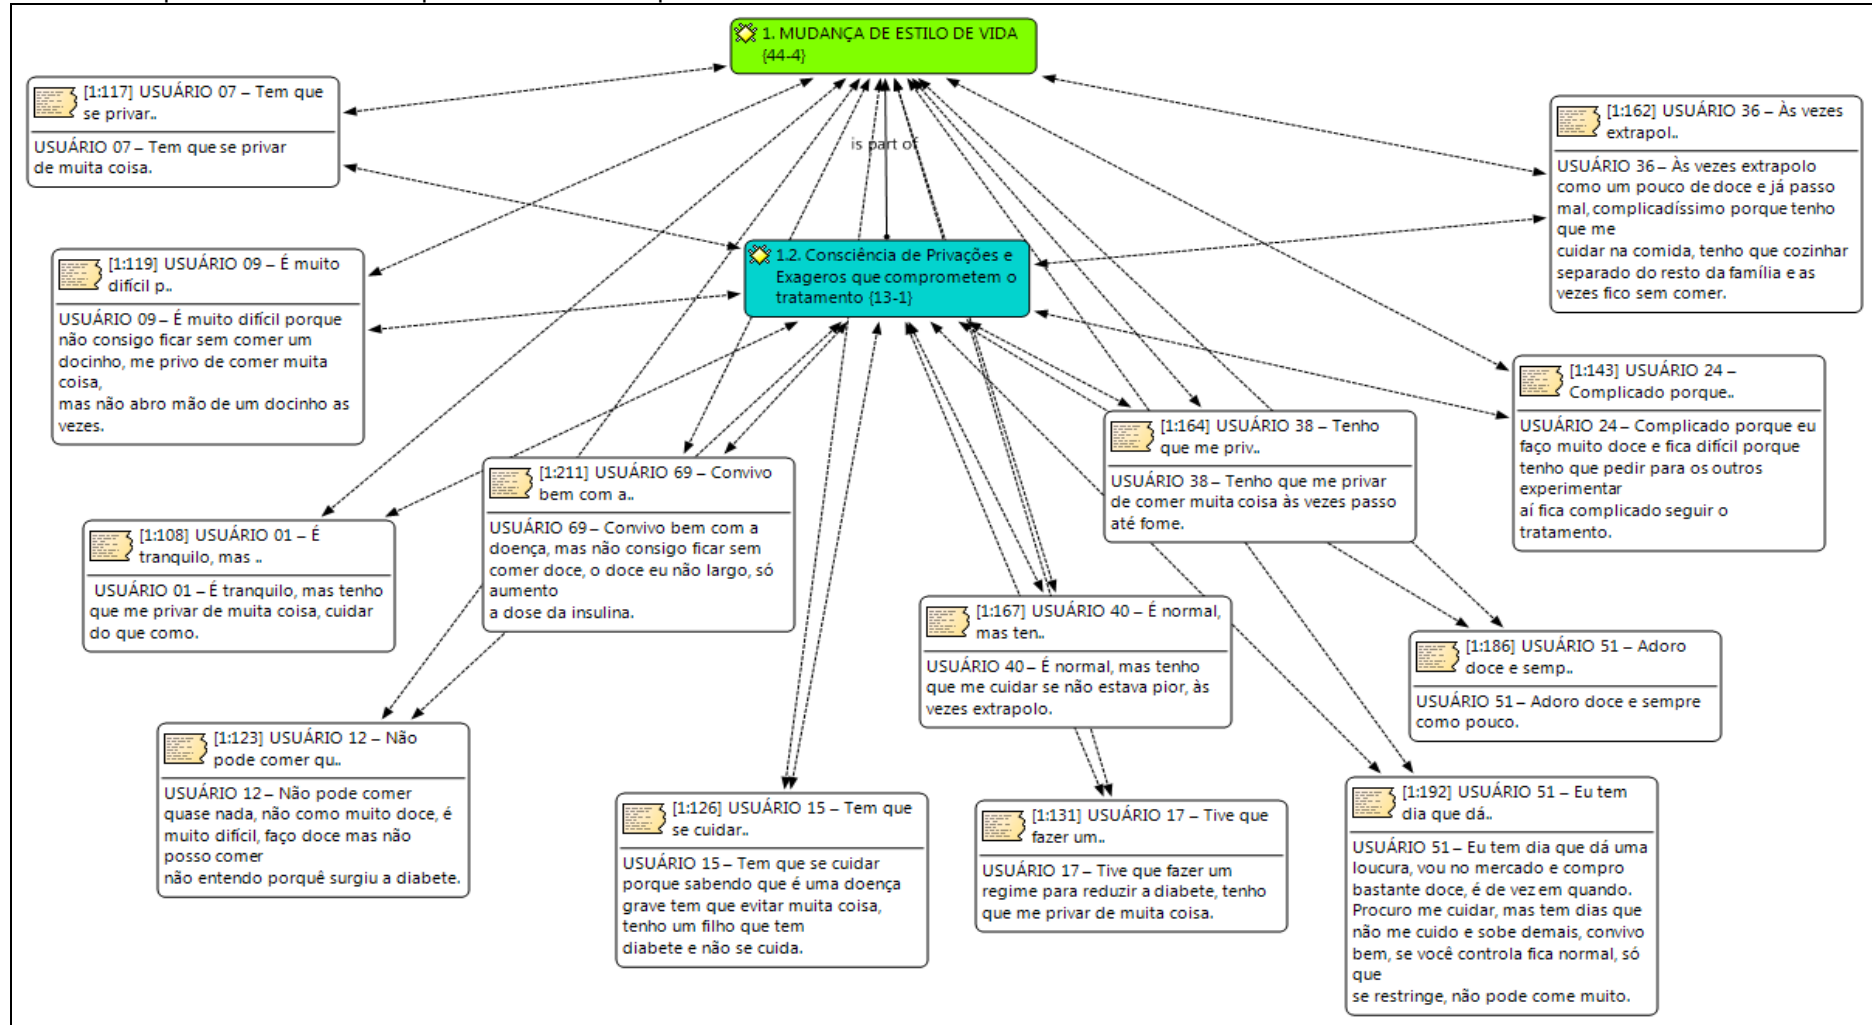 1. MUDANÇA DE ESTILO DE VIDA
{44-4}
is part of
1.2. Consciência de Privações e
Exageros que comprometem o
tratamento {13-1}
[1:117] USUÁRIO 07 – Tem que
se privar..
USUÁRIO 07 – Tem que se privar
de muita coisa.
[1:162] USUÁRIO 36 – Às vezes
extrapol..
USUÁRIO 36 – Às vezes extrapolo
como um pouco de doce e já passo
mal, complicadíssimo porque tenho
que me
cuidar na comida, tenho que cozinhar
separado do resto da família e as
vezes fico sem comer.
[1:119] USUÁRIO 09 – É muito
difícil p..
USUÁRIO 09 – É muito difícil porque
não consigo ficar sem comer um
docinho, me privo de comer muita
coisa,
mas não abro mão de um docinho as
vezes.
[1:143] USUÁRIO 24 –
Complicado porque..
USUÁRIO 24 – Complicado porque eu
faço muito doce e fica difícil porque
tenho que pedir para os outros
experimentar
aí fica complicado seguir o
tratamento.
[1:164] USUÁRIO 38 – Tenho
que me priv..
USUÁRIO 38 – Tenho que me privar
de comer muita coisa às vezes passo
até fome.
[1:211] USUÁRIO 69 – Convivo
bem com a..
USUÁRIO 69 – Convivo bem com a
doença, mas não consigo ficar sem
comer doce, o doce eu não largo, só
aumento
a dose da insulina.
[1:108] USUÁRIO 01 – É
tranquilo, mas ..
USUÁRIO 01 – É tranquilo, mas tenho
que me privar de muita coisa, cuidar
do que como.
[1:167] USUÁRIO 40 – É normal,
mas ten..
USUÁRIO 40 – É normal, mas tenho
que me cuidar se não estava pior, às
vezes extrapolo.
[1:186] USUÁRIO 51 – Adoro
doce e semp..
USUÁRIO 51 – Adoro doce e sempre
como pouco.
[1:123] USUÁRIO 12 – Não
pode comer qu..
USUÁRIO 12 – Não pode comer
quase nada, não como muito doce, é
muito difícil, faço doce mas não
posso comer
não entendo porquê surgiu a diabete.
[1:126] USUÁRIO 15 – Tem que
se cuidar..
USUÁRIO 15 – Tem que se cuidar
porque sabendo que é uma doença
grave tem que evitar muita coisa,
tenho um filho que tem
diabete e não se cuida.
[1:131] USUÁRIO 17 – Tive que
fazer um..
USUÁRIO 17 – Tive que fazer um
regime para reduzir a diabete, tenho
que me privar de muita coisa.
[1:192] USUÁRIO 51 – Eu tem
dia que dá..
USUÁRIO 51 – Eu tem dia que dá uma
loucura, vou no mercado e compro
bastante doce, é de vez em quando.
Procuro me cuidar, mas tem dias que
não me cuido e sobe demais, convivo
bem, se você controla fica normal, só
que
se restringe, não pode come muito.